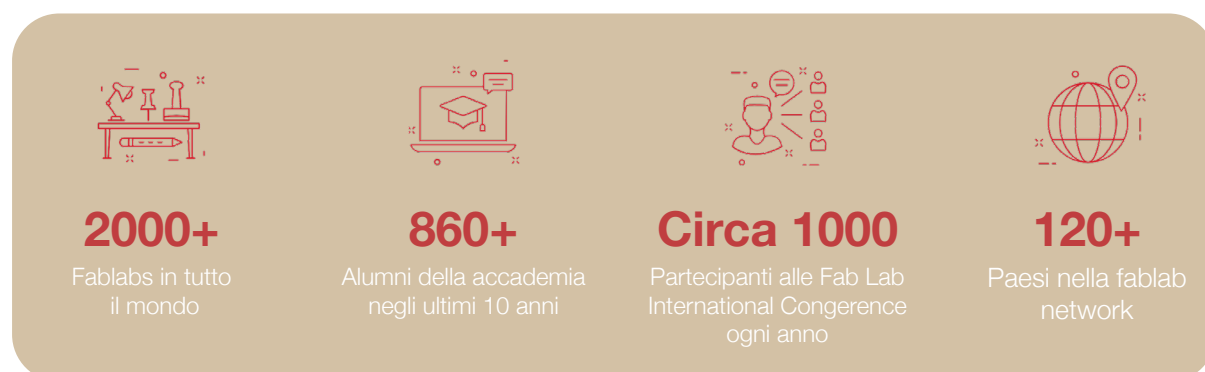 2000+
Fablabs in tutto
il mondo
860+
Alumni della accademia
negli ultimi 10 anni
Circa 1000
Partecipanti alle Fab Lab
International Congerence
ogni anno
120+
Paesi nella fablab
network